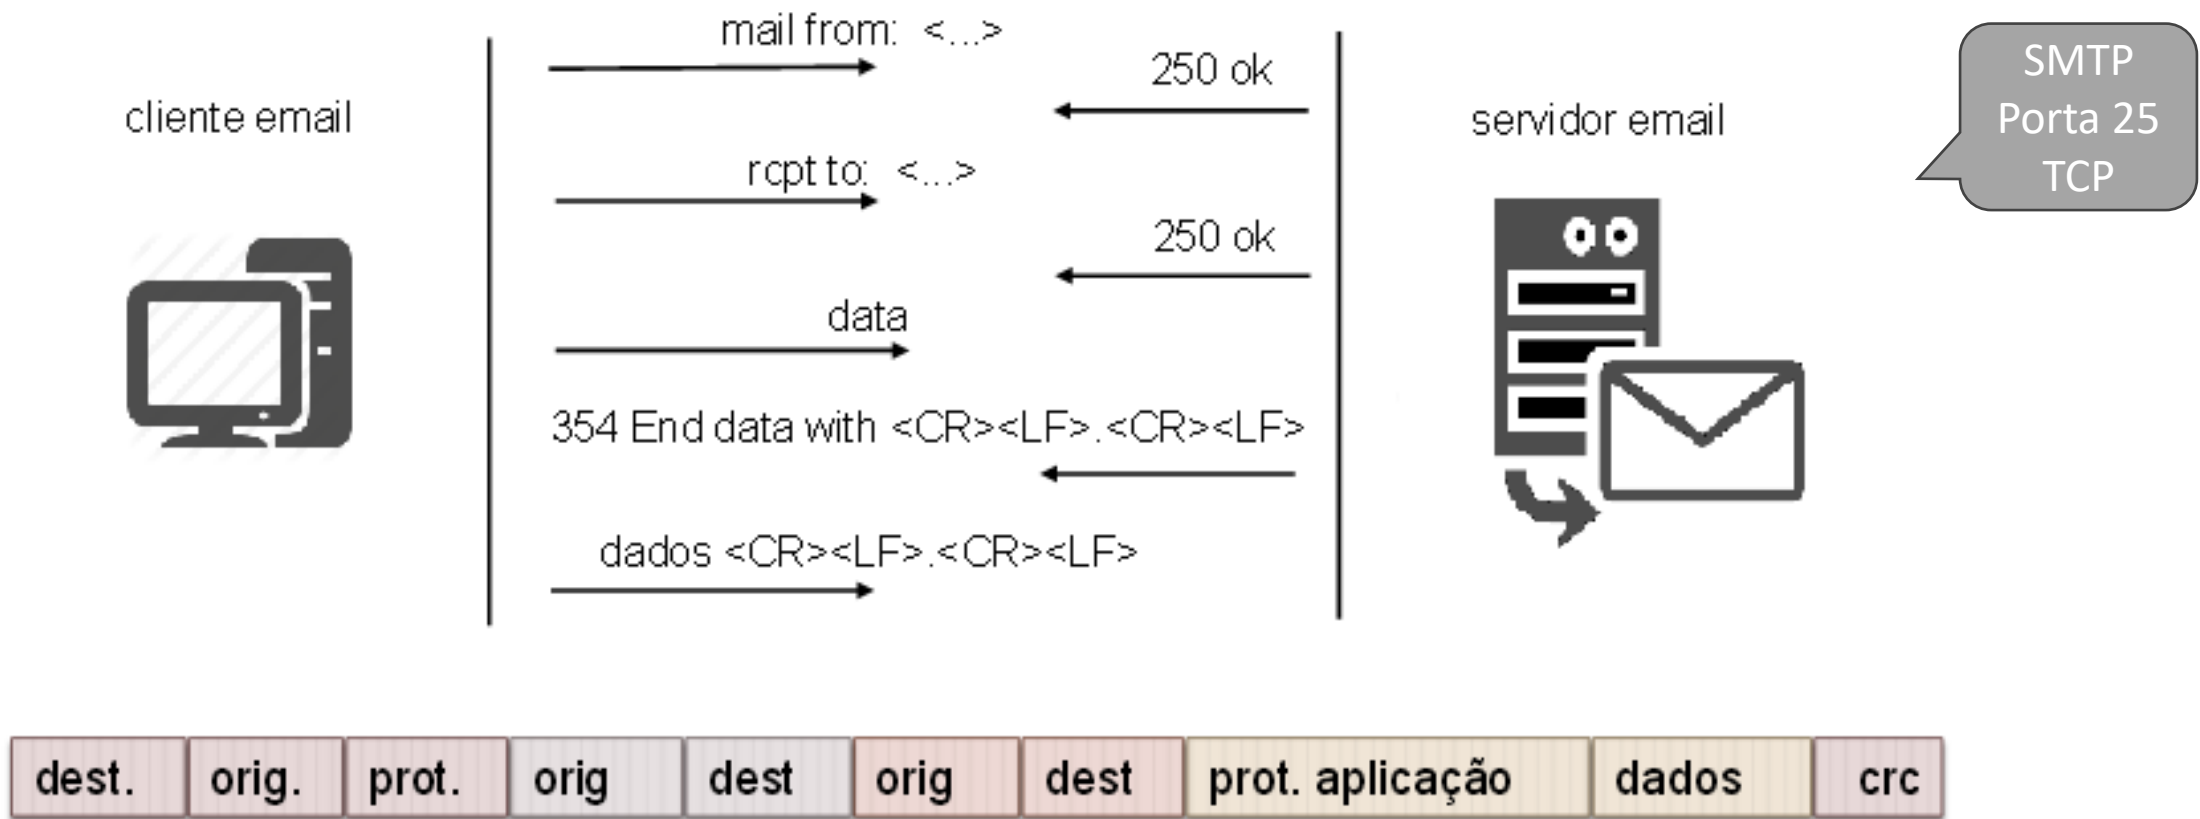 mail from: <...>
250 ok
cliente email
servidor email
SMTP
Porta 25
TCP
rcpt to: <...>
250 ok
data
354 End data with <CR><LF>.<CR><LF>
dados <CR><LF>.<CR><LF>
dest. orig. prot. orig dest orig dest prot. aplicação dados crc